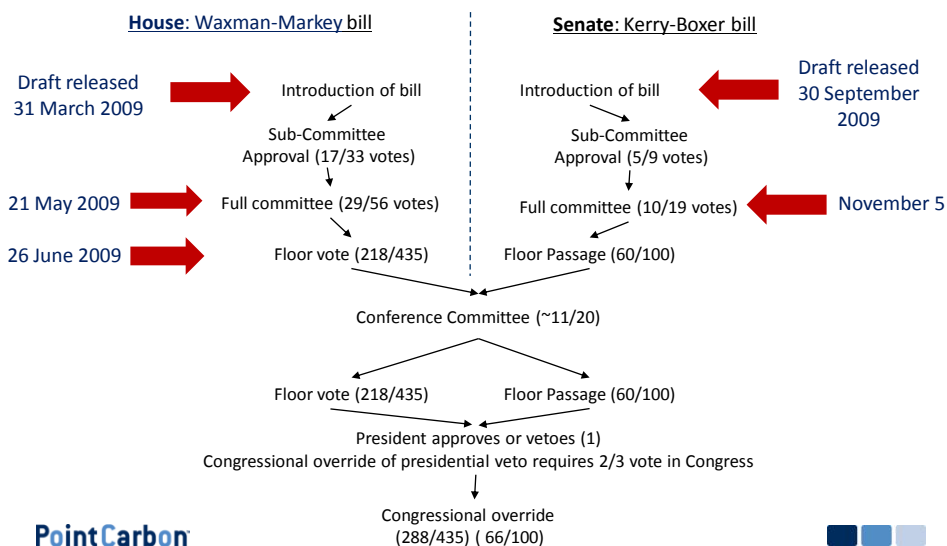 House: Waxman-Markey bill
Senate: Kerry-Boxer bill
Draft released
31 March 2009
Introduction of bill
Introduction of bill
Draft released
30 September
2009
Sub-Committee
Approval (17/33 votes)
Sub-Committee
Approval (5/9 votes)
21 May 2009
Full committee (29/56 votes)
Full committee (10/19 votes)
November 5
26 June 2009
Floor vote (218/435)
Floor Passage (60/100)
Conference Committee (~11/20)
Floor vote (218/435)
Floor Passage (60/100)
President approves or vetoes (1)
Congressional override of presidential veto requires 2/3 vote in Congress
Congressional override
(288/435) ( 66/100)
PointCarbon